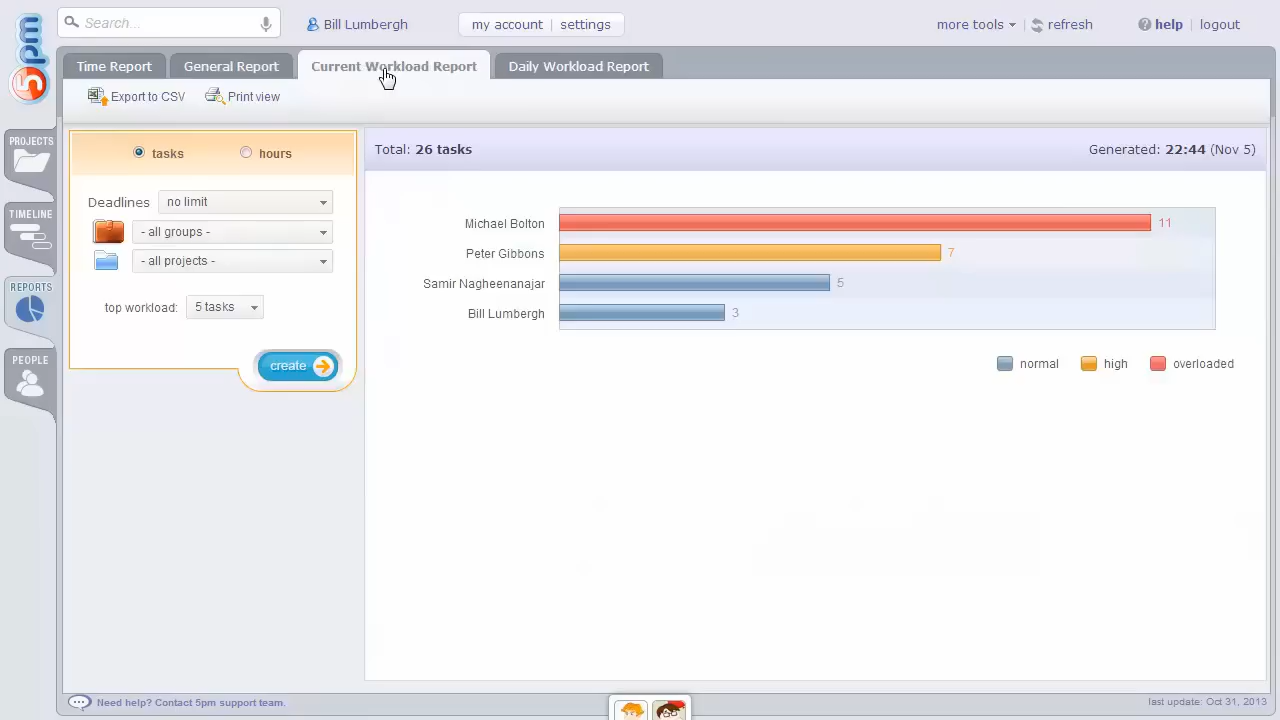 Search...
Bill Lumbergh
my account
settings
more tools
refresh
help
logout
5pm
Time Report
General Report
Current Workload Report
Daily Workload Report
Export to CSV
Print view
PROJECTS
TIMELINE
REPORTS
PEOPLE
tasks
hours
Deadlines
no limit
- all groups -
- all projects -
top workload:
5 tasks
create
Total: 26 tasks
Generated: 22:44 (Nov 5)
Michael Bolton
11
Peter Gibbons
7
Samir Nagheenanajar
5
Bill Lumbergh
3
normal
high
overloaded
Need help? Contact 5pm support team.
last update: Oct 31, 2013